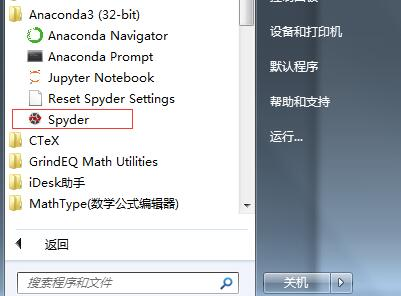 Anaconda3 (32-bit)
Anaconda Navigator
Anaconda Prompt
Jupyter Notebook
Reset Spyder Settings
Spyder
CTeX
GrindEQ Math Utilities
iDesk助手
MathType(数学公式编辑器)
返回
搜索程序和文件
设备和打印机
默认程序
帮助和支持
运行...
关机